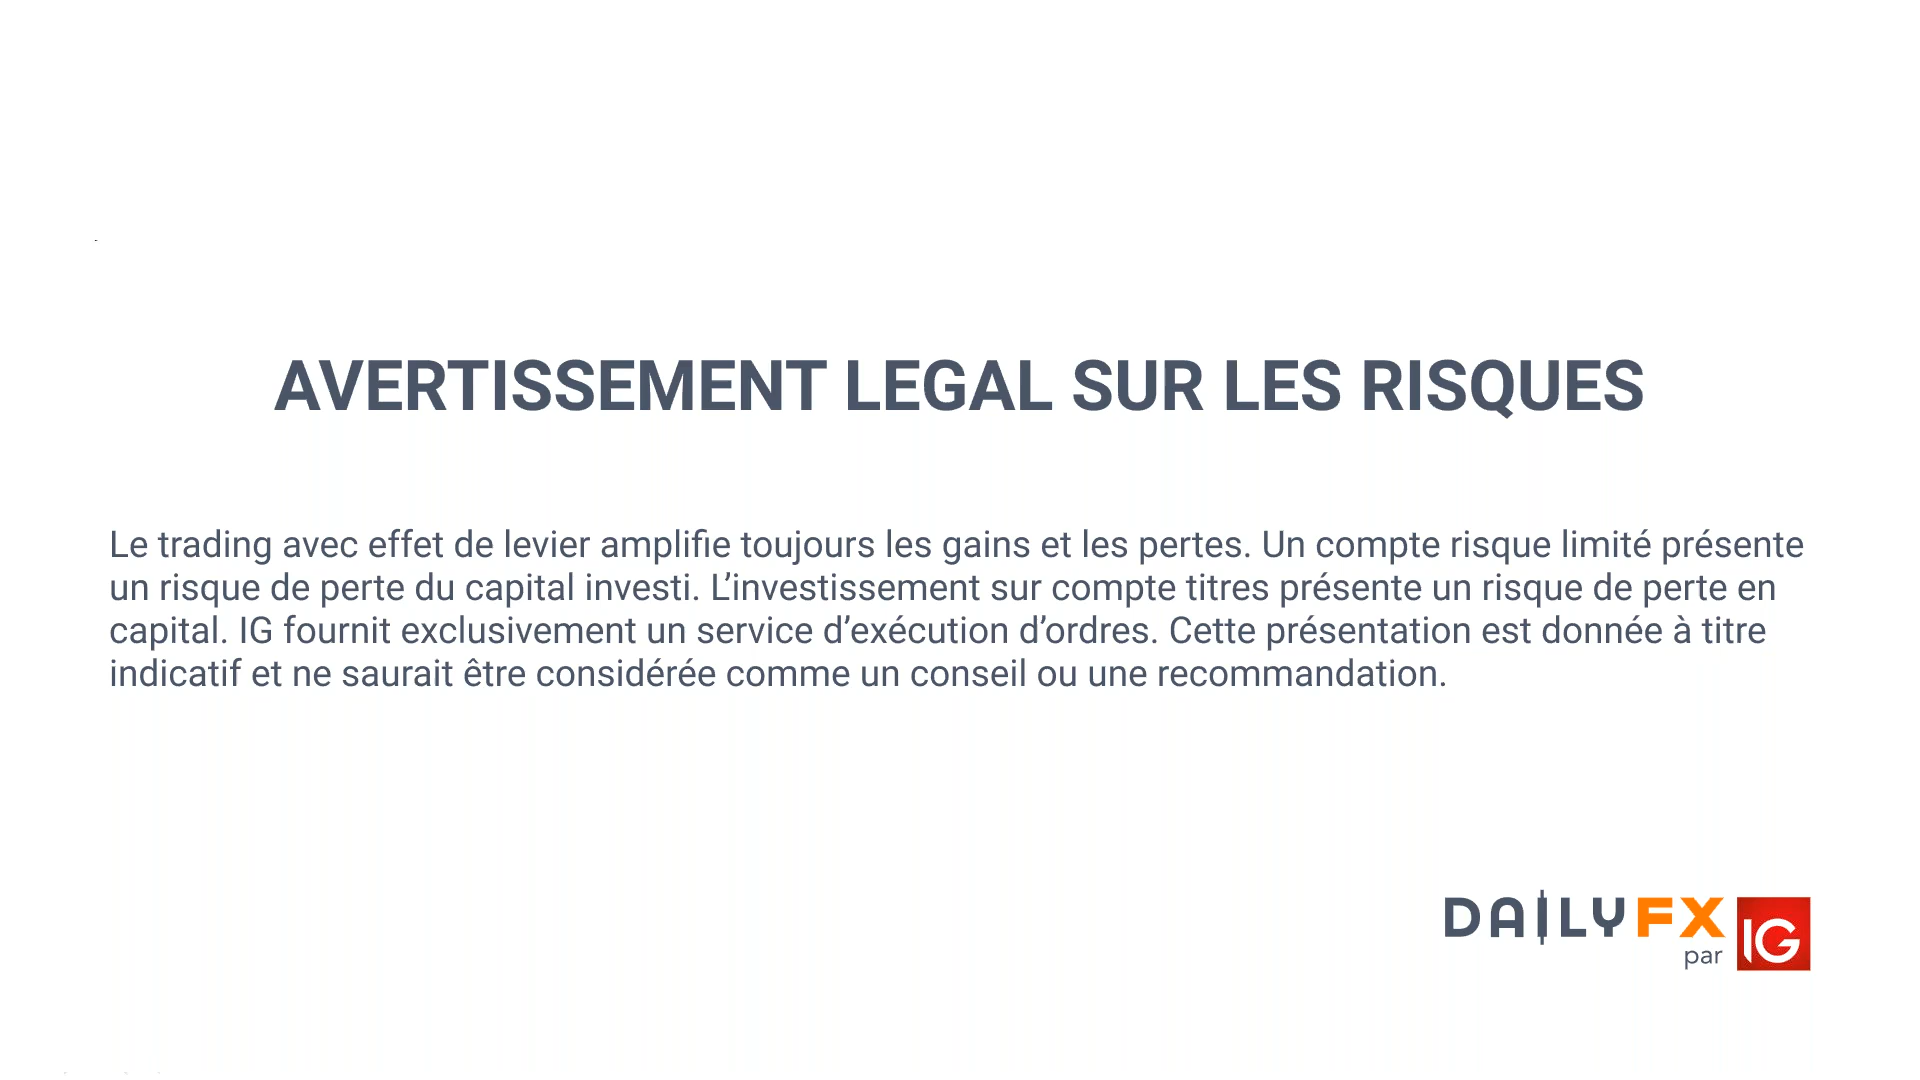 AVERTISSEMENT LEGAL SUR LES RISQUES
Le trading avec effet de levier amplifie toujours les gains et les pertes. Un compte risque limité présente
un risque de perte du capital investi. L’investissement sur compte titres présente un risque de perte en
capital. IG fournit exclusivement un service d’exécution d’ordres. Cette présentation est donnée à titre
indicatif et ne saurait être considérée comme un conseil ou une recommandation.
DAILYFX
par IG